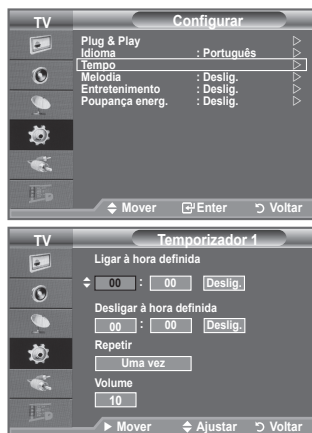 TV Configurar
Plug & Play
Idioma : Português
Tempo
Melodia : Deslig.
Entretenimento : Deslig.
Poupança energ. : Deslig.
Mover Enter Voltar
TV Temporizador 1
Ligar à hora definida
00 : 00 Deslig.
Desligar à hora definida
00 : 00 Deslig.
Repetir
Uma vez
Volume
10
Mover Ajustar Voltar